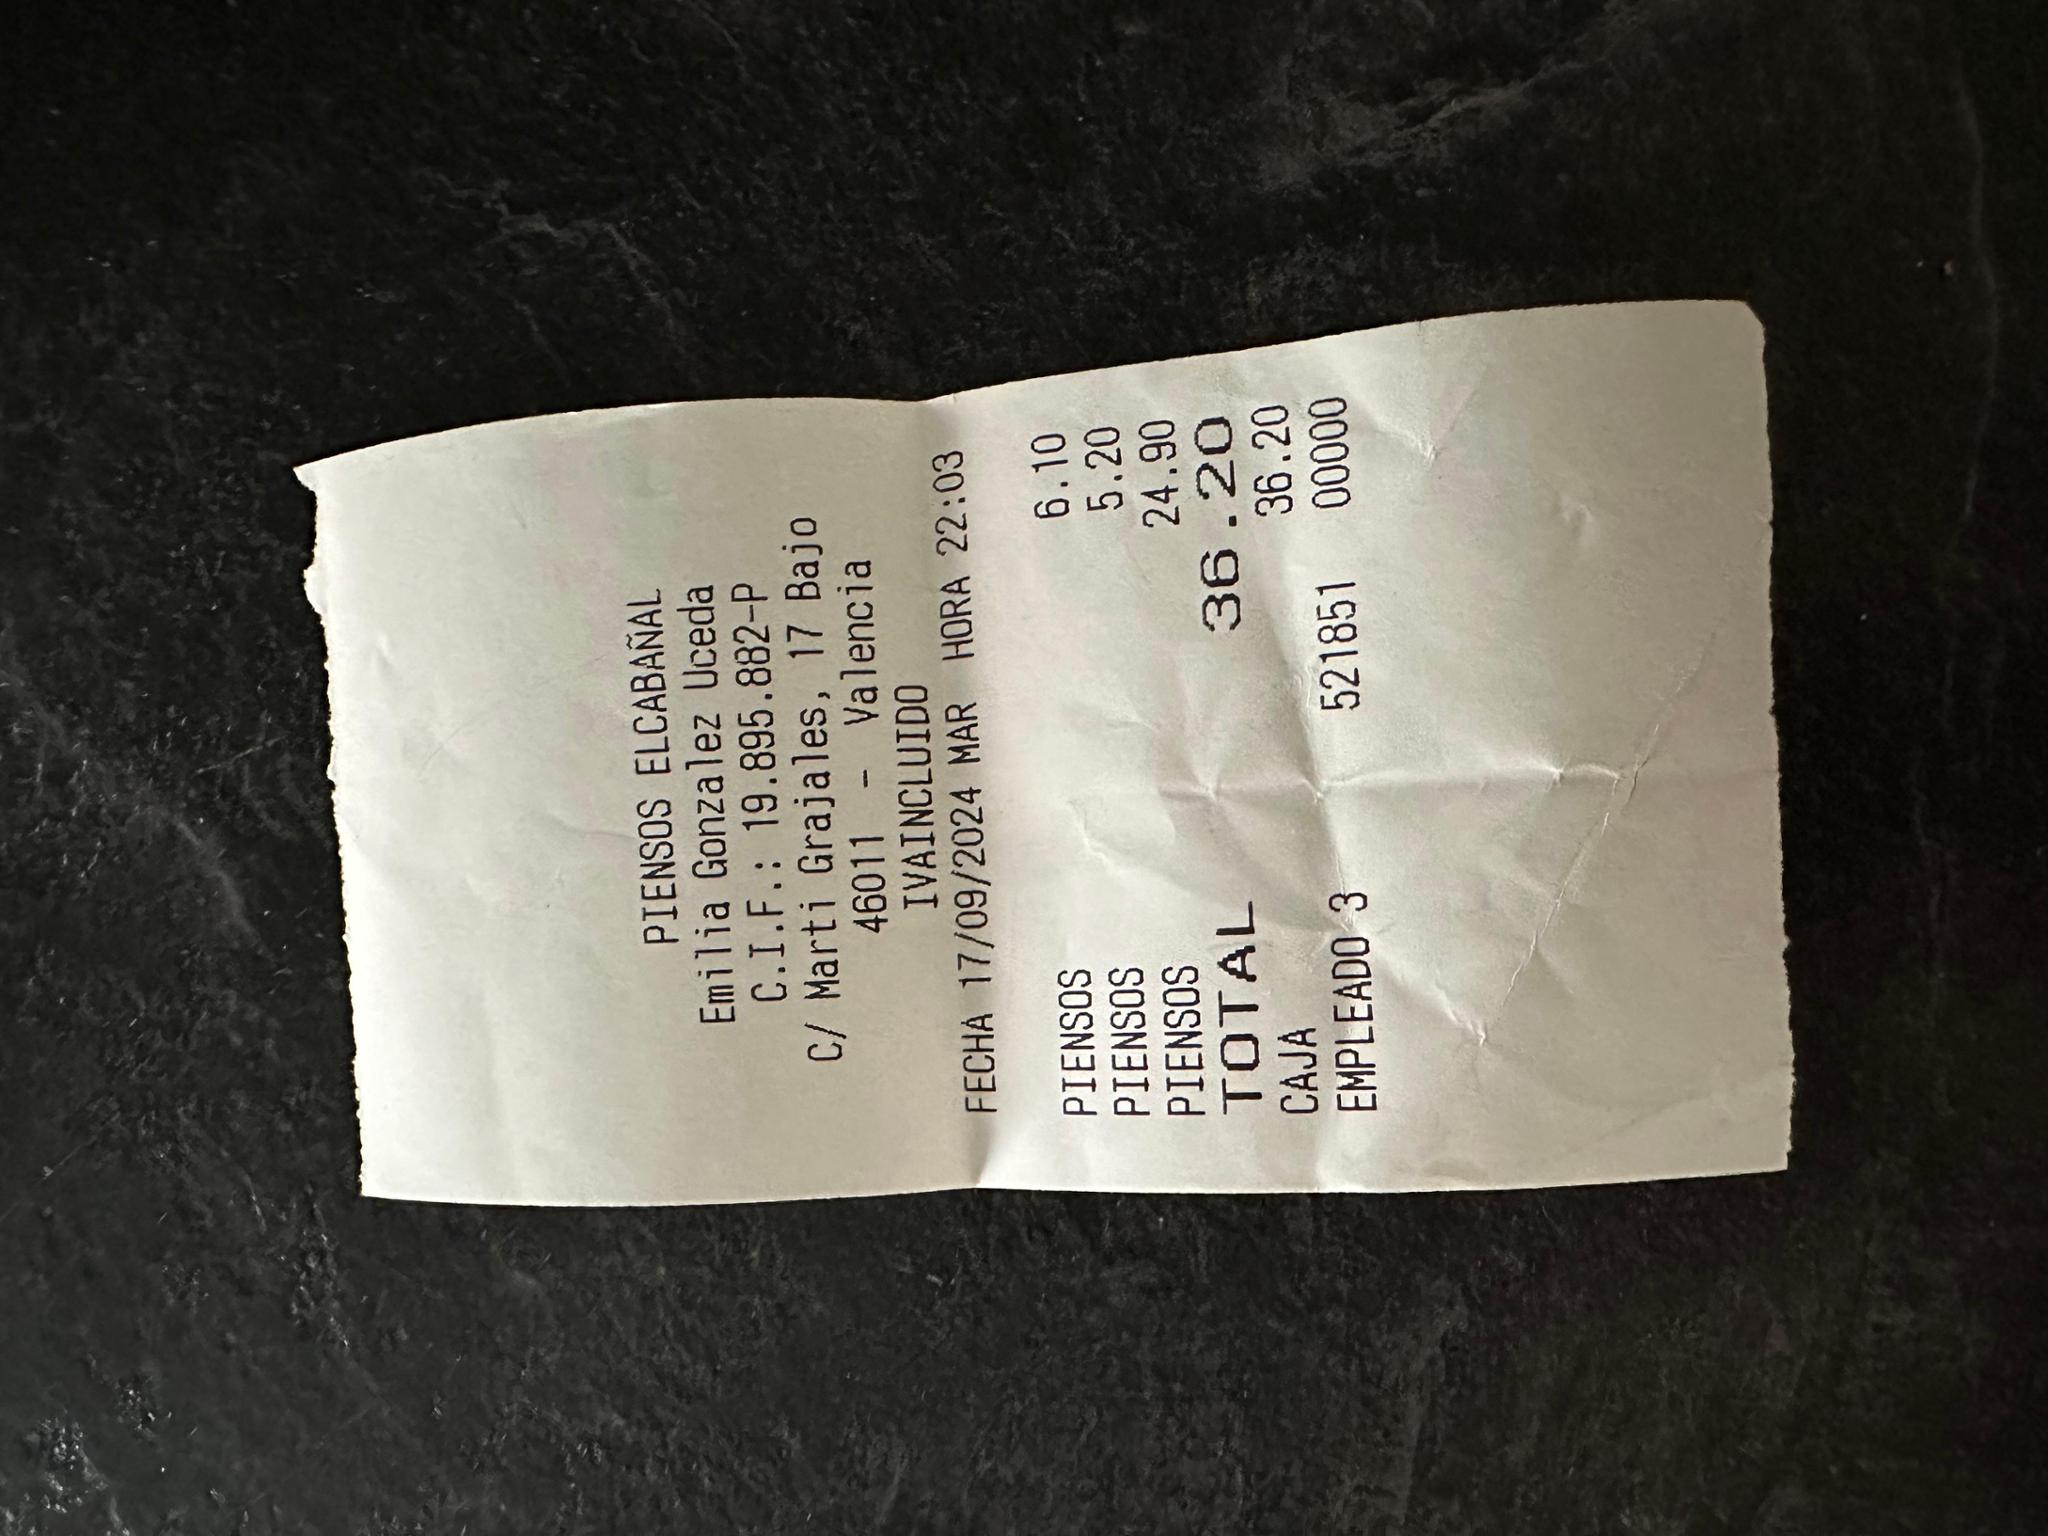 PIENSOS ELCABAÑAL
Emilia Gonzalez Uceda
C.I.F.: 19.895.882-P
C/ Marti Grajales, 17 Bajo
46011 - Valencia
IVAINCLUIDO
FECHA 17/09/2024 MAR HORA 22:03
PIENSOS 6.10
PIENSOS 5.20
PIENSOS 24.90
TOTAL 36.20
CAJA 36.20
EMPLEADO 3 521851 00000